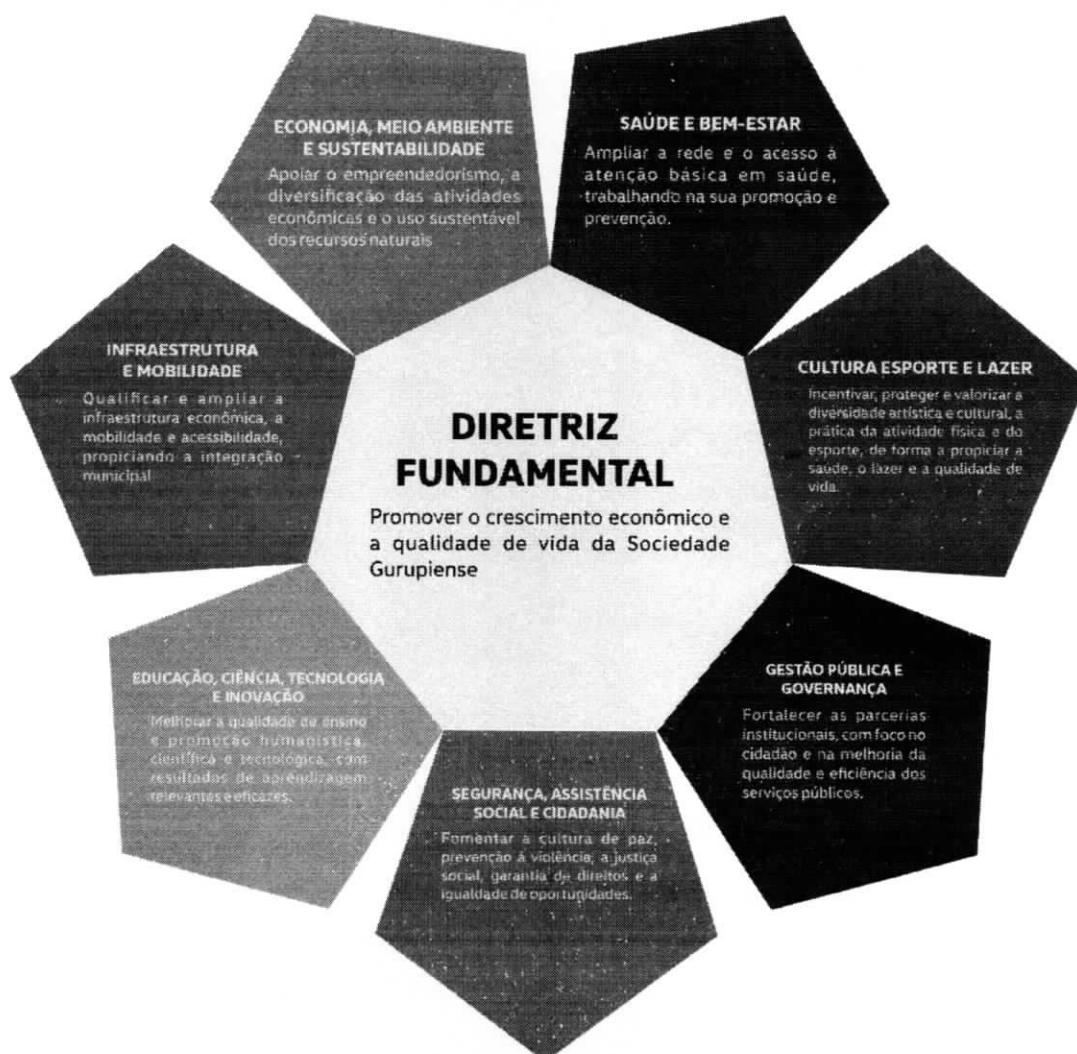 ECONOMIA, MEIO AMBIENTE
E SUSTENTABILIDADE
Apoiar o empreendedorismo, a
diversificação das atividades
econômicas e o uso sustentável
dos recursos naturais
SAÚDE E BEM-ESTAR
Ampliar a rede e o acesso à
atenção básica em saúde,
trabalhando na sua promoção e
prevenção.
INFRAESTRUTURA
E MOBILIDADE
Qualificar e ampliar a
infraestrutura econômica, a
mobilidade e acessibilidade,
propiciando a integração
municipal
DIRETRIZ
FUNDAMENTAL
Promover o crescimento econômico e
a qualidade de vida da Sociedade
Gurupiense
CULTURA ESPORTE E LAZER
Incentivar, proteger e valorizar a
diversidade artística e cultural, a
prática da atividade física e do
esporte, de forma a propiciar a
saúde, o lazer e a qualidade de
vida.
EDUCAÇÃO, CIÊNCIA, TECNOLOGIA
E INOVAÇÃO
Melhorar a qualidade de ensino
e promoção humanística,
científica e tecnológica, com
resultados de aprendizagem
relevantes e eficazes.
GESTÃO PÚBLICA E
GOVERNANÇA
Fortalecer as parcerias
institucionais, com foco no
cidadão e na melhoria da
qualidade e eficiência dos
serviços públicos.
SEGURANÇA, ASSISTÊNCIA
SOCIAL E CIDADANIA
Fomentar a cultura de paz,
prevenção à violência, a justiça
social, garantia de direitos e a
igualdade de oportunidades.